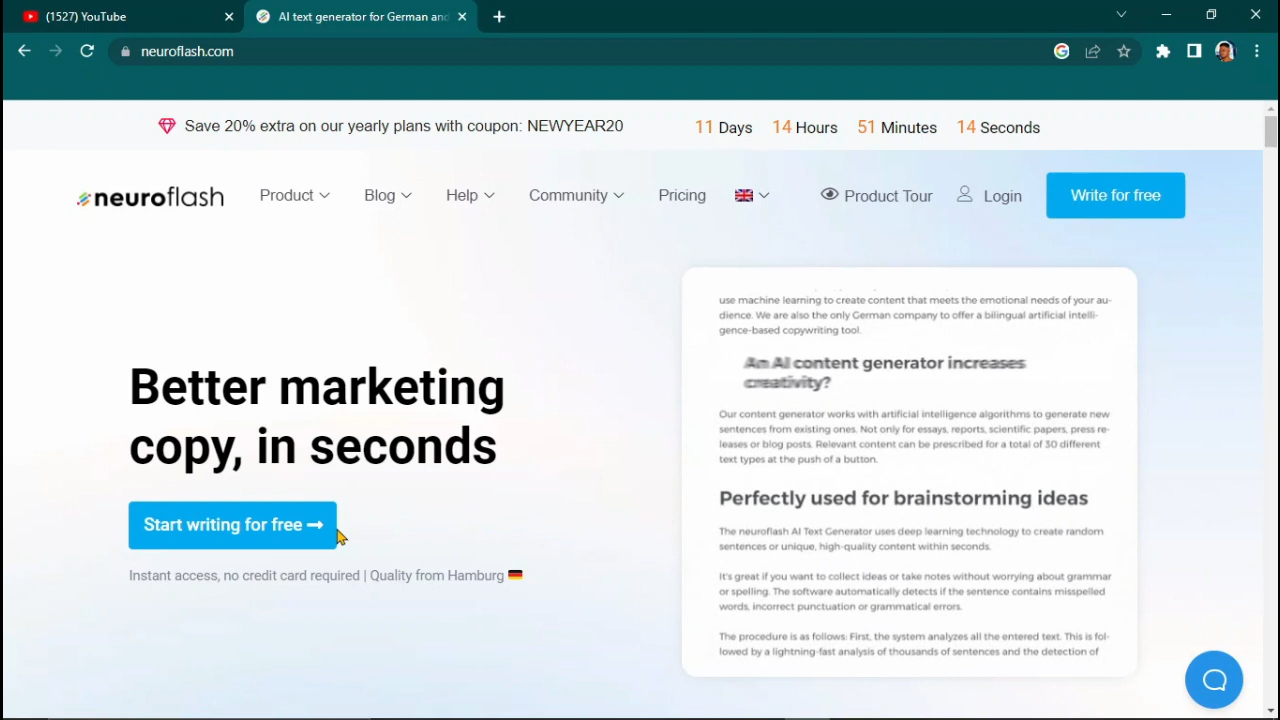 (1527) YouTube
AI text generator for German and
neuroflash.com
Save 20% extra on our yearly plans with coupon: NEWYEAR20 11 Days 14 Hours 51 Minutes 14 Seconds
neuroflash Product Blog Help Community Pricing Product Tour Login Write for free
Better marketing
copy, in seconds
Start writing for free →
Instant access, no credit card required | Quality from Hamburg
use machine learning to create content that meets the emotional needs of your au-
dience. We are also the only German company to offer a bilingual artificial intelli-
gence-based copywriting tool.
An AI content generator increases
creativity?
Our content generator works with artificial intelligence algorithms to generate new
sentences from existing ones. Not only for essays, reports, scientific papers, press re-
leases or blog posts. Relevant content can be prescribed for a total of 30 different
text types at the push of a button.
Perfectly used for brainstorming ideas
The neuroflash AI Text Generator uses deep learning technology to create random
sentences or unique, high-quality content within seconds.
It's great if you want to collect ideas or take notes without worrying about grammar
or spelling. The software automatically detects if the sentence contains misspelled
words, incorrect punctuation or grammatical errors.
The procedure is as follows: First, the system analyzes all the entered text. This is fol-
lowed by a lightning-fast analysis of thousands of sentences and the detection of